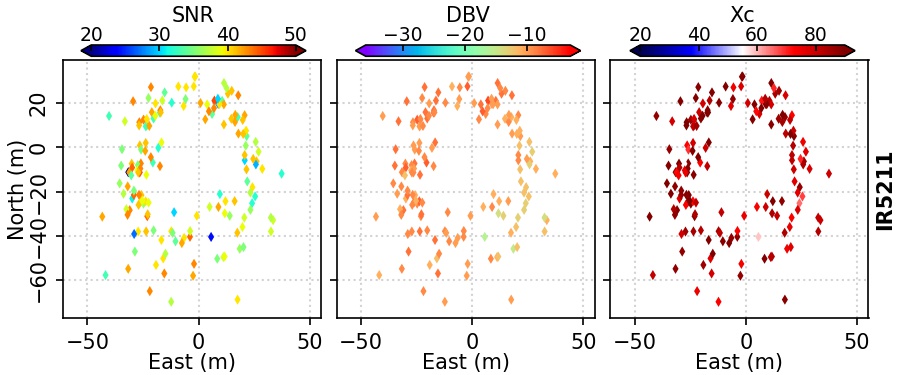 SNR DBV Xc
20 30 40 50 −30 −20 −10 20 40 60 80
20
0
−20
−40
−60
North (m)
−50 0 50 −50 0 50 −50 0 50
East (m) East (m) East (m)
IR5211